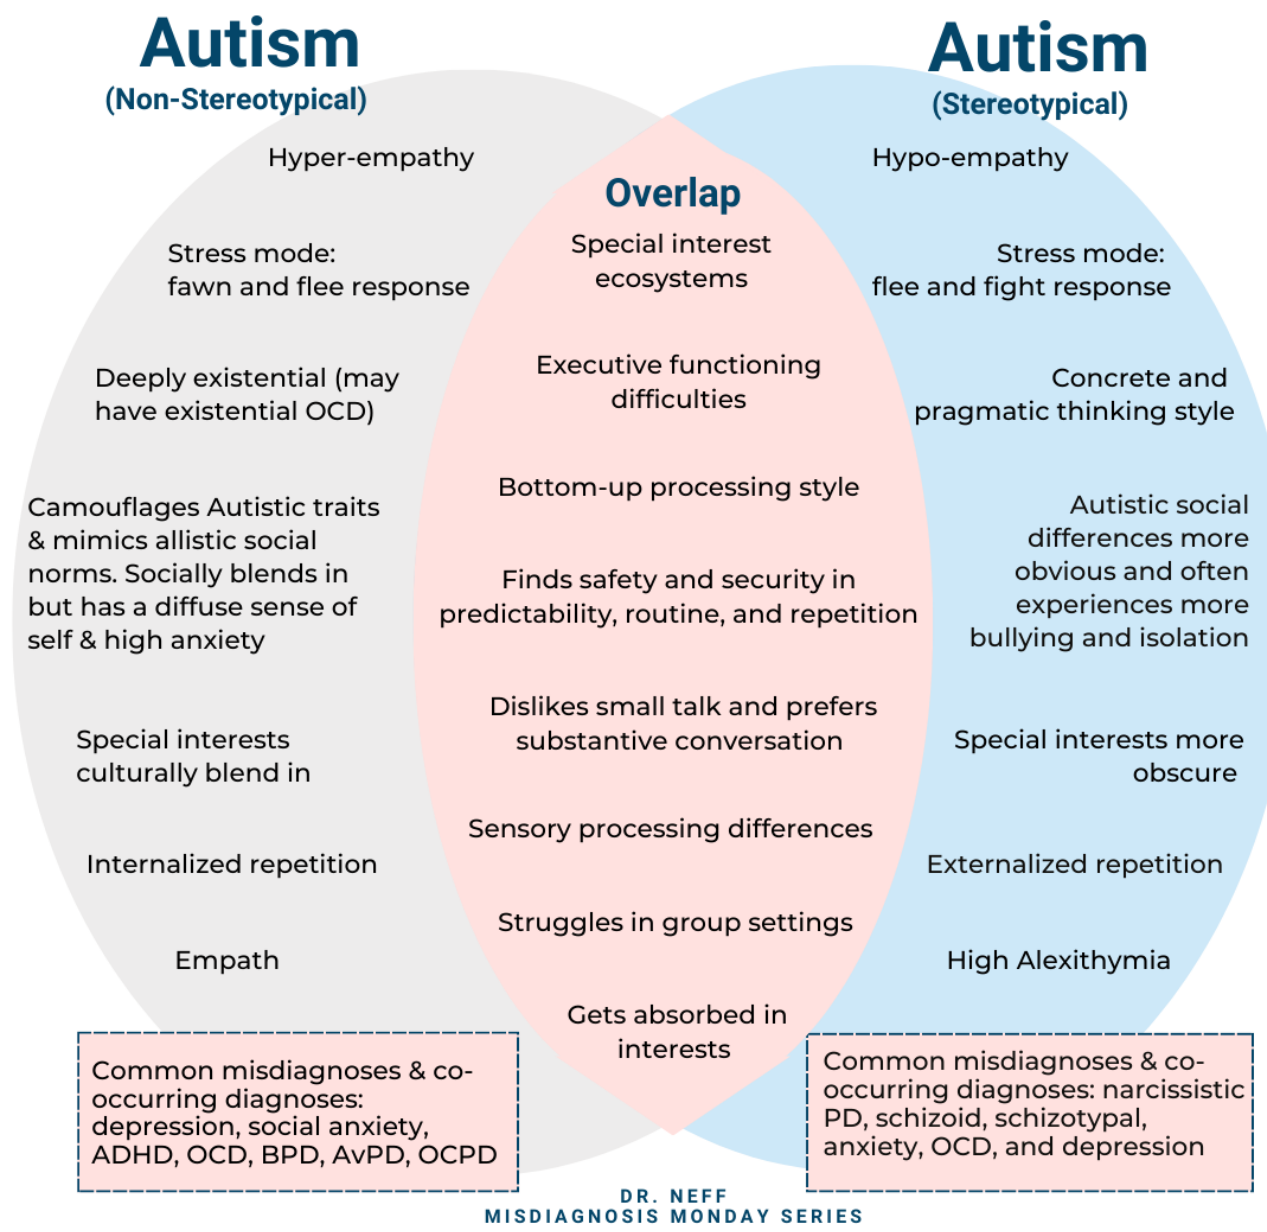 Autism
(Non-Stereotypical)
Hyper-empathy
Stress mode:
fawn and flee response
Deeply existential (may
have existential OCD)
Camouflages Autistic traits
& mimics allistic social
norms. Socially blends in
but has a diffuse sense of
self & high anxiety
Special interests
culturally blend in
Internalized repetition
Empath
Common misdiagnoses & co-
occurring diagnoses:
depression, social anxiety,
ADHD, OCD, BPD, AvPD, OCPD
Overlap
Special interest
ecosystems
Executive functioning
difficulties
Bottom-up processing style
Finds safety and security in
predictability, routine, and repetition
Dislikes small talk and prefers
substantive conversation
Sensory processing differences
Struggles in group settings
Gets absorbed in
interests
Autism
(Stereotypical)
Hypo-empathy
Stress mode:
flee and fight response
Concrete and
pragmatic thinking style
Autistic social
differences more
obvious and often
experiences more
bullying and isolation
Special interests more
obscure
Externalized repetition
High Alexithymia
Common misdiagnoses & co-
occurring diagnoses: narcissistic
PD, schizoid, schizotypal,
anxiety, OCD, and depression
DR. NEFF
MISDIAGNOSIS MONDAY SERIES